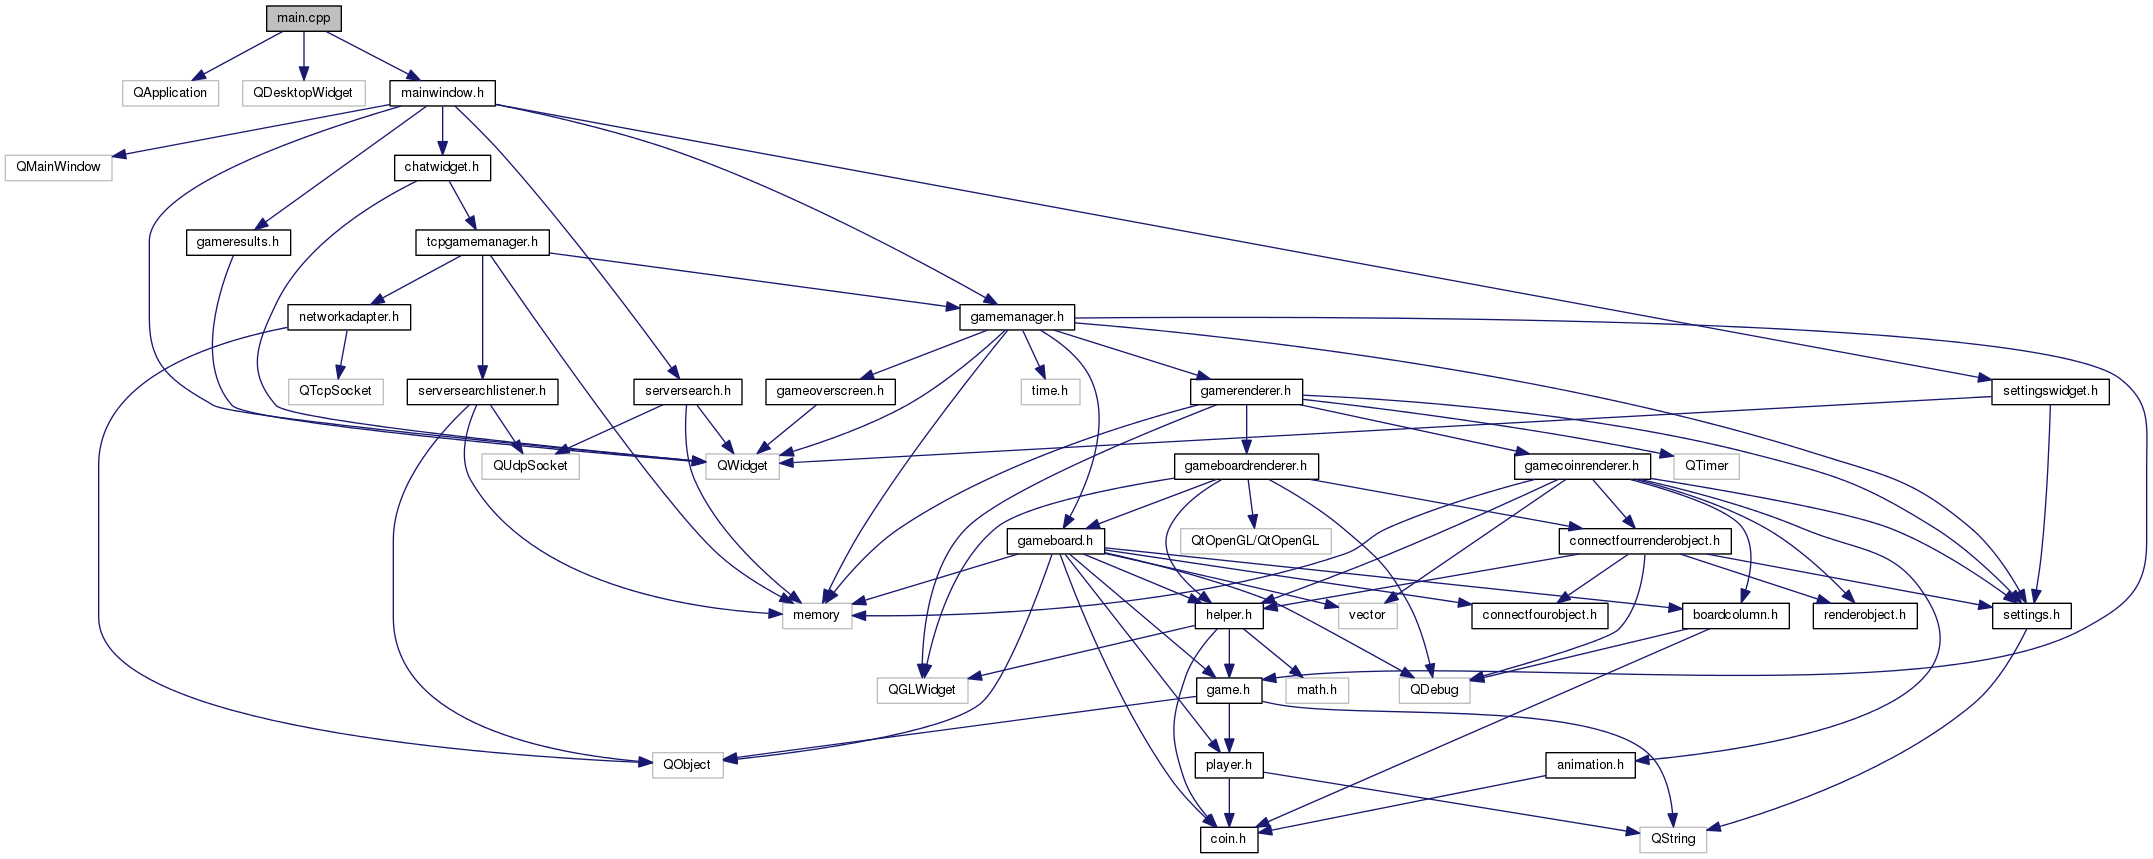 main.cpp
QApplication
QDesktopWidget
mainwindow.h
QMainWindow
chatwidget.h
gameresults.h
tcpgamemanager.h
networkadapter.h
gamemanager.h
QTcpSocket
serversearchlistener.h
serversearch.h
gameoverscreen.h
time.h
gamerenderer.h
settingswidget.h
QUdpSocket
QWidget
gameboardrenderer.h
gamecoinrenderer.h
QTimer
gameboard.h
QtOpenGL/QtOpenGL
connectfourrenderobject.h
memory
helper.h
vector
connectfourobject.h
boardcolumn.h
renderobject.h
settings.h
QGLWidget
game.h
math.h
QDebug
QObject
player.h
animation.h
coin.h
QString